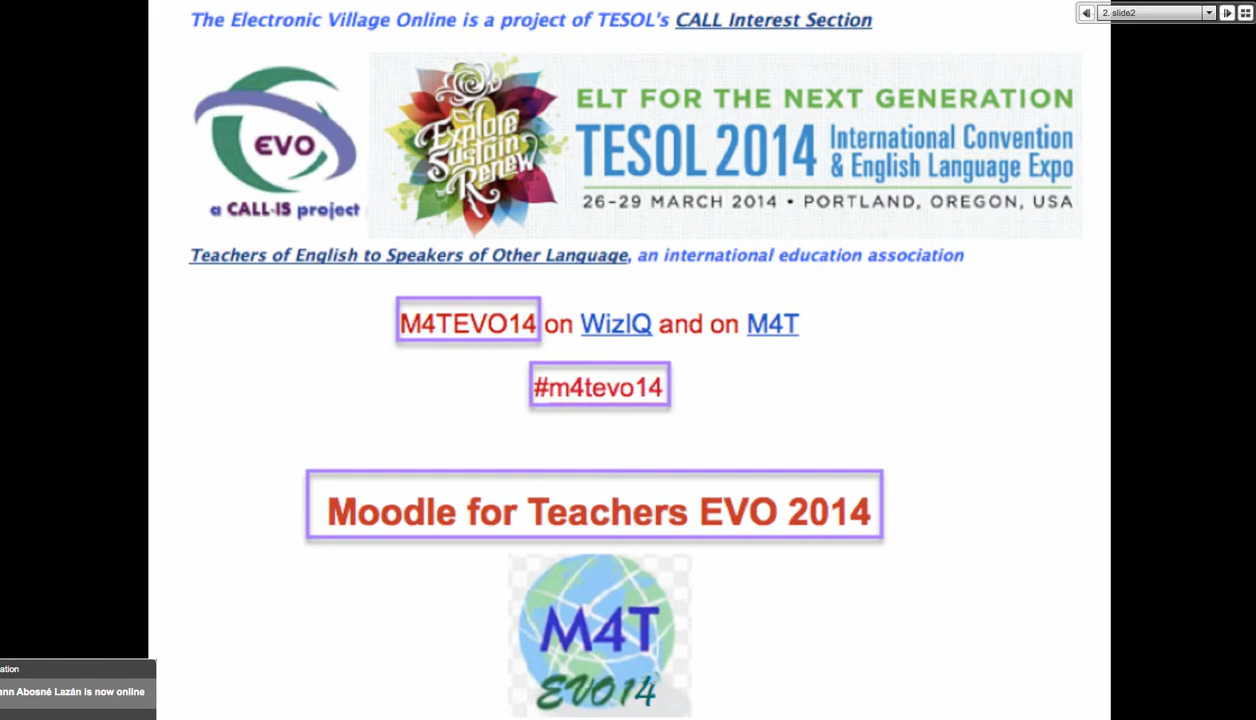 The Electronic Village Online is a project of TESOL's CALL Interest Section
2. slide2
EVO
a CALL-IS project
Explore
Sustain
Renew
ELT FOR THE NEXT GENERATION
TESOL 2014 International Convention
& English Language Expo
26-29 MARCH 2014 • PORTLAND, OREGON, USA
Teachers of English to Speakers of Other Language, an international education association
M4TEVO14 on WizIQ and on M4T
#m4tevo14
Moodle for Teachers EVO 2014
M4T
EVO14
ation
ann Abosné Lazán is now online